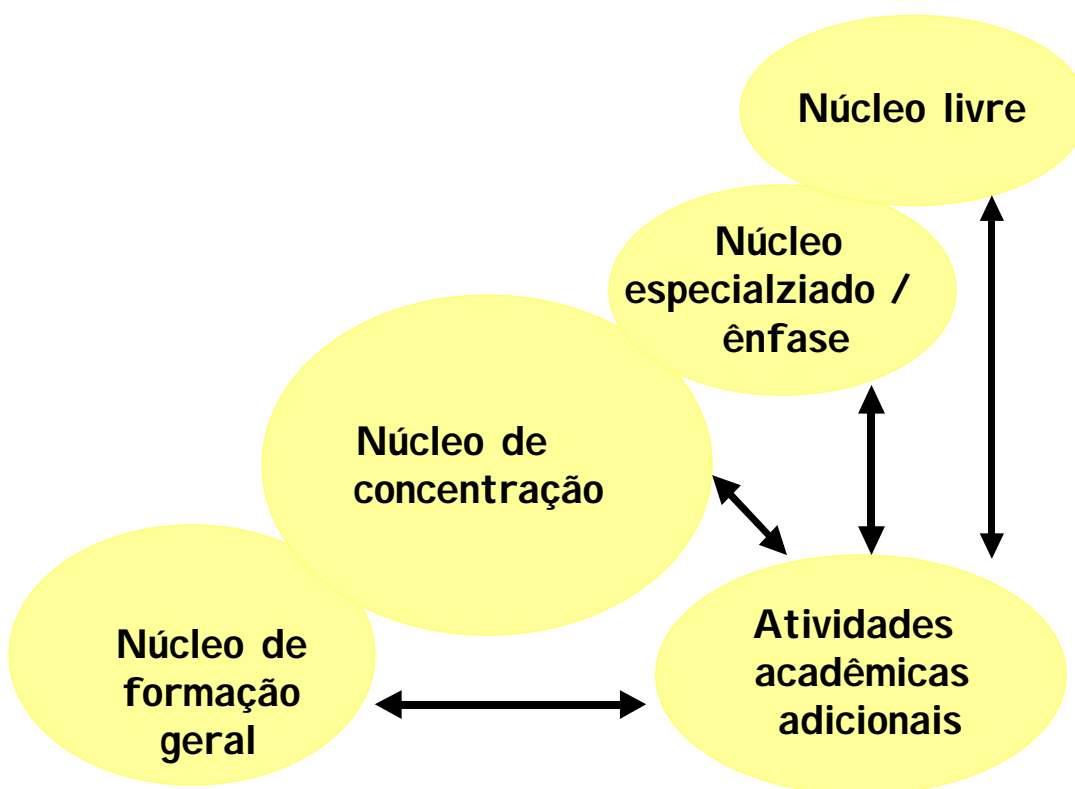 Núcleo livre
Núcleo
especialziado /
ênfase
Núcleo de
concentração
Núcleo de
formação
geral
Atividades
acadêmicas
adicionais